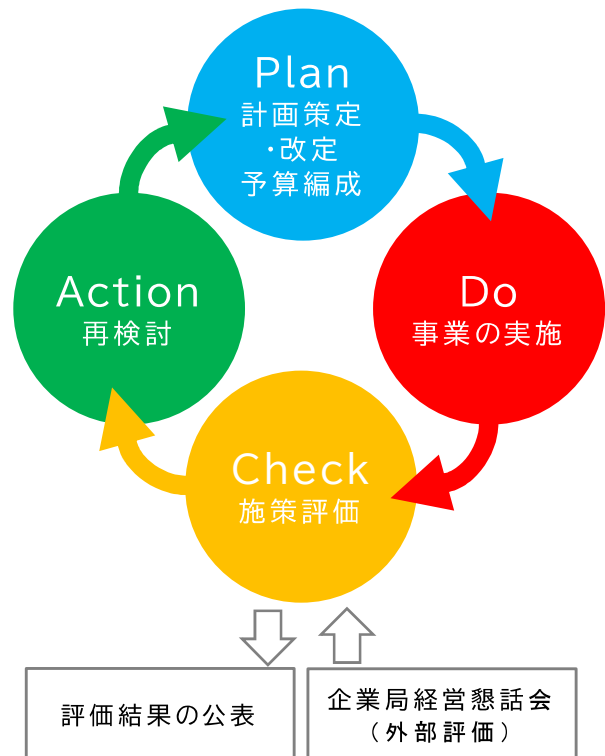 Plan
計画策定
・改定
予算編成
Do
事業の実施
Check
施策評価
Action
再検討
評価結果の公表
企業局経営懇話会
（外部評価）